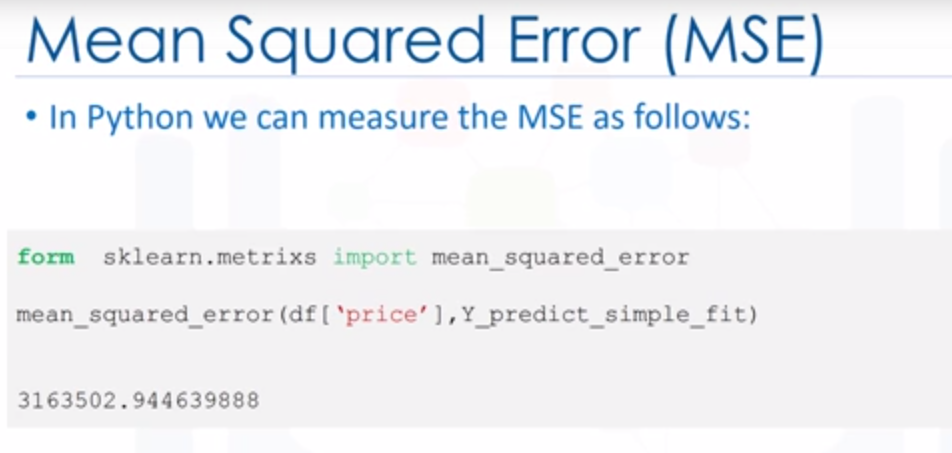 Mean Squared Error (MSE)
• In Python we can measure the MSE as follows:
form sklearn.metrixs import mean_squared_error
mean_squared_error(df[‘price’],Y_predict_simple_fit)
3163502.944639888